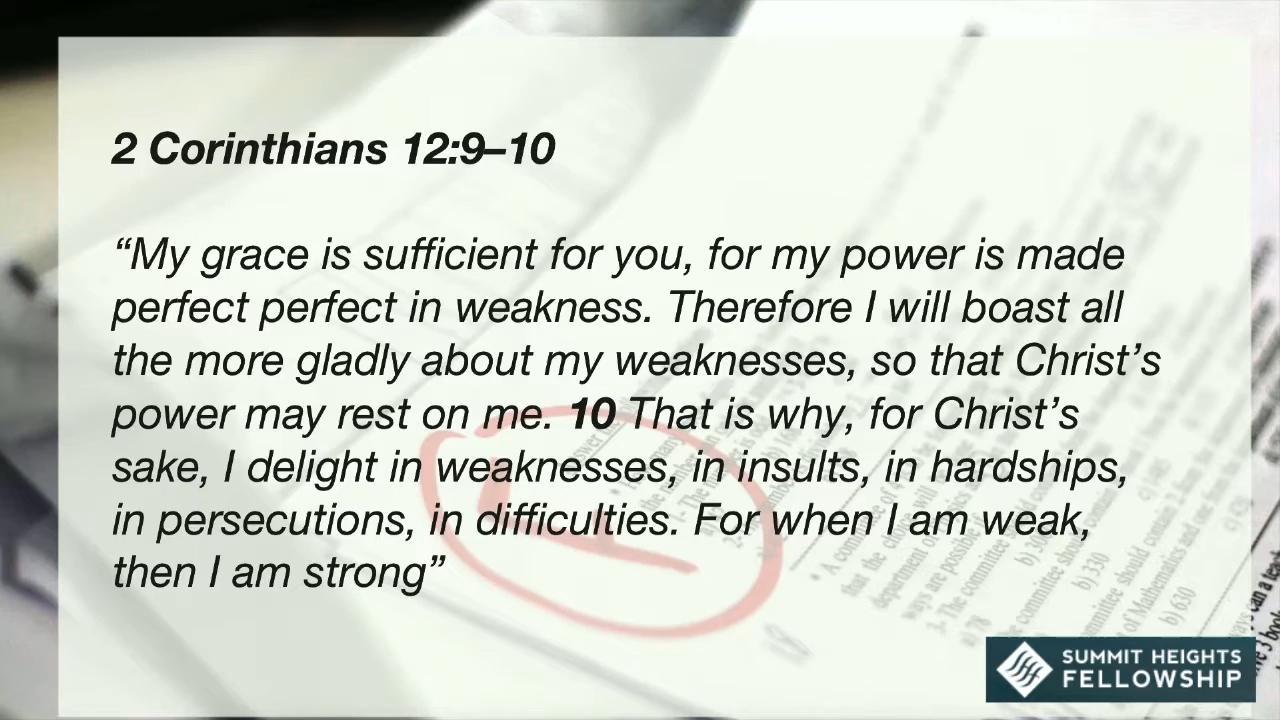 2 Corinthians 12:9–10
“My grace is sufficient for you, for my power is made
perfect perfect in weakness. Therefore I will boast all
the more gladly about my weaknesses, so that Christ’s
power may rest on me. 10 That is why, for Christ’s
sake, I delight in weaknesses, in insults, in hardships,
in persecutions, in difficulties. For when I am weak,
then I am strong”
SUMMIT HEIGHTS
FELLOWSHIP
b) 330
b) 630
a) 78